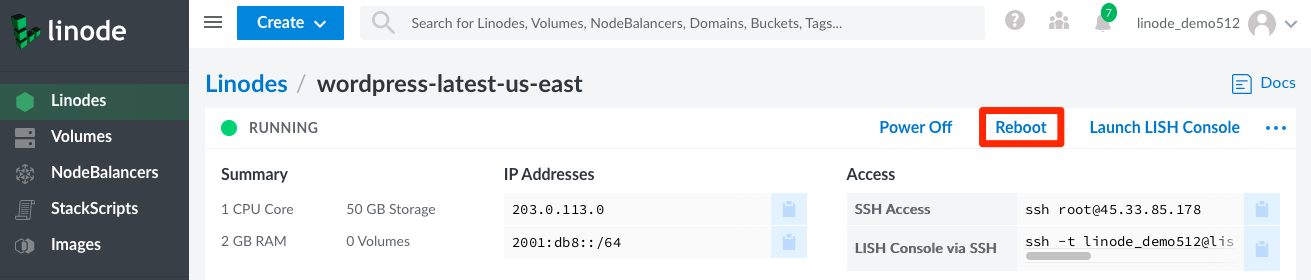 linode
Create
Search for Linodes, Volumes, NodeBalancers, Domains, Buckets, Tags...
7
linode_demo512
Linodes
Volumes
NodeBalancers
StackScripts
Images
Linodes / wordpress-latest-us-east
Docs
RUNNING
Power Off
Reboot
Launch LISH Console
...
Summary
1 CPU Core
50 GB Storage
2 GB RAM
0 Volumes
IP Addresses
203.0.113.0
2001:db8::/64
Access
SSH Access
ssh root@45.33.85.178
LISH Console via SSH
ssh -t linode_demo512@lis